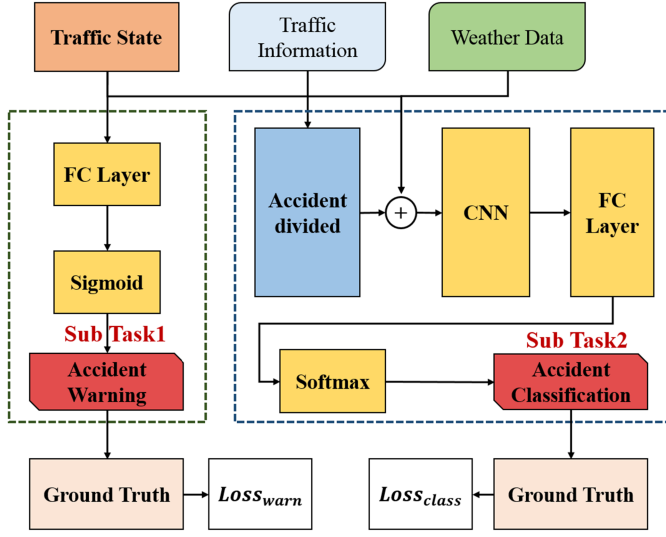 Traffic State
Traffic
Information
Weather Data
FC Layer
Sigmoid
Sub Task1
Accident
Warning
Ground Truth
Loss_warn
Accident
divided
+
CNN
FC
Layer
Softmax
Sub Task2
Accident
Classification
Loss_class
Ground Truth